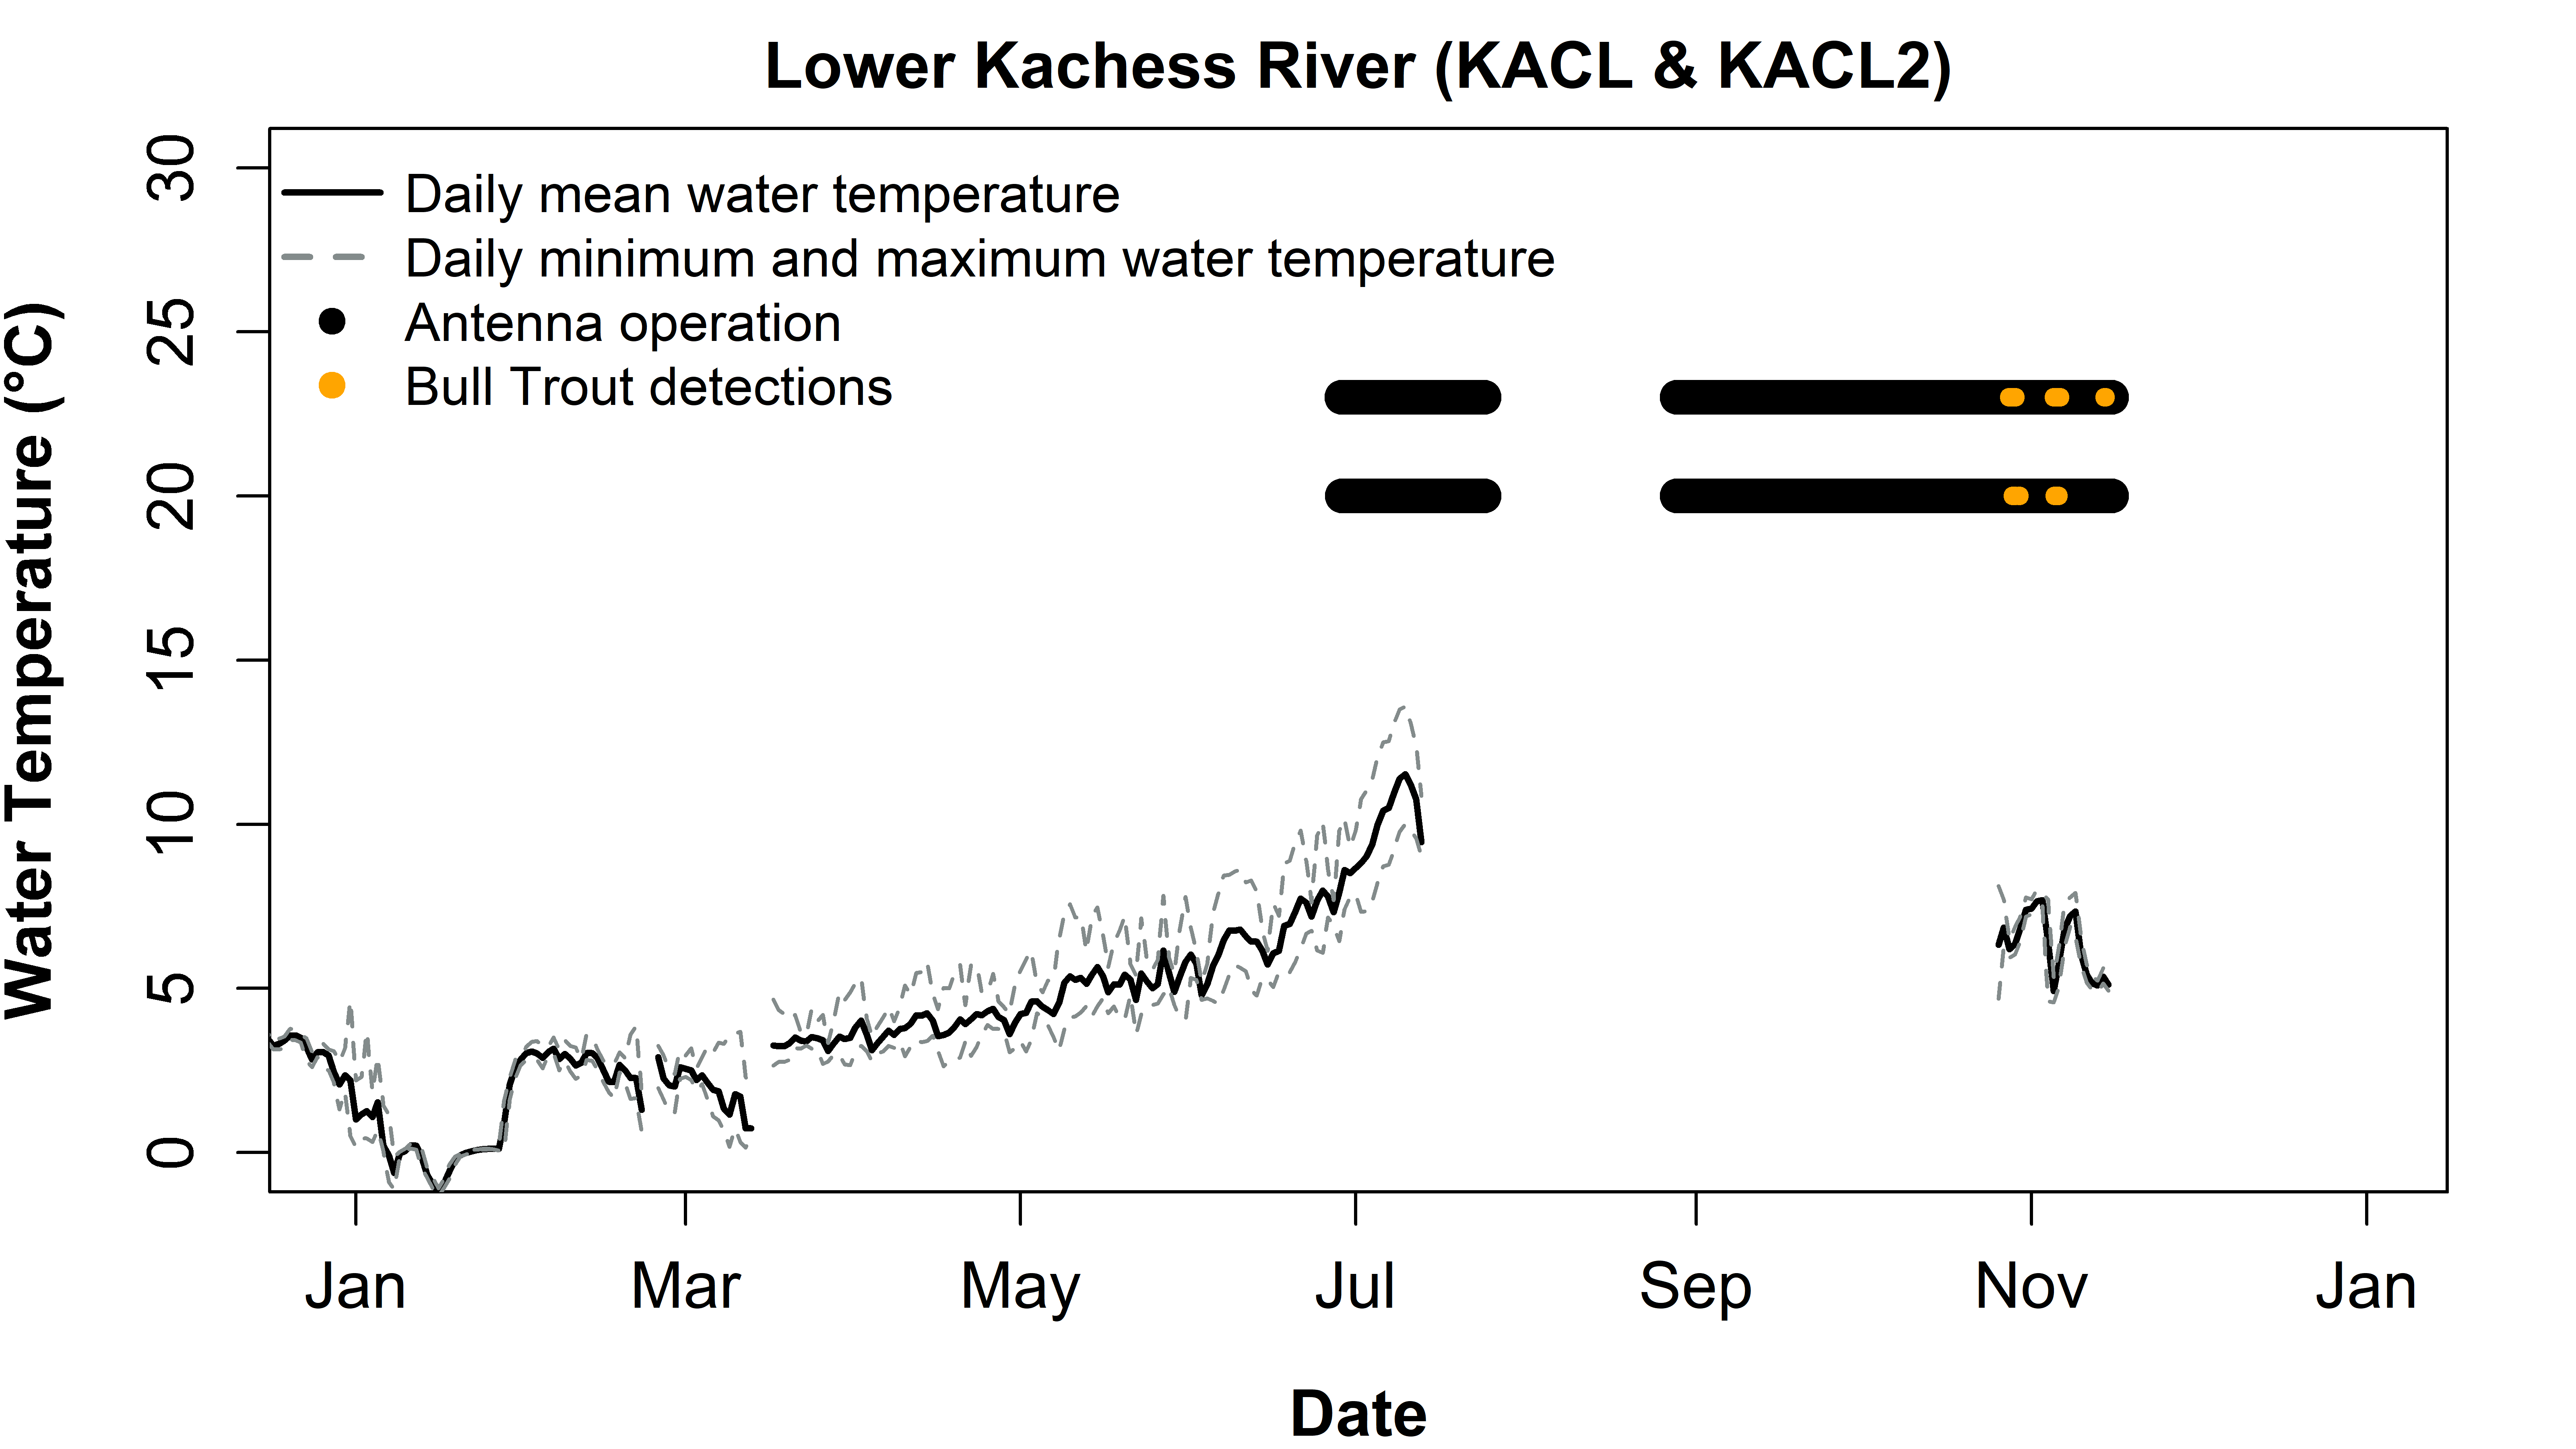 Lower Kachess River (KACL & KACL2)
Daily mean water temperature
Daily minimum and maximum water temperature
Antenna operation
Bull Trout detections
Water Temperature (°C)
30
25
20
15
10
5
0
Jan
Mar
May
Jul
Sep
Nov
Jan
Date